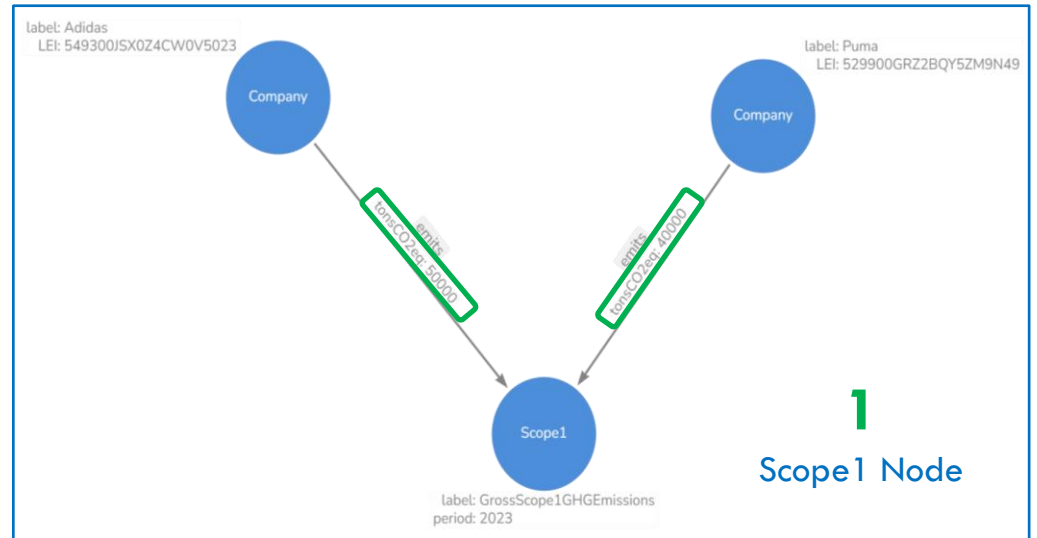 label: Adidas
LEI: 549300JSX0Z4CW0V5023
Company
label: Puma
LEI: 529900GRZ2BQY5ZM9N49
Company
emits
tonsCO2eq: 50000
emits
tonsCO2eq: 40000
Scope1
label: GrossScope1GHGEmissions
period: 2023
1
Scope1 Node